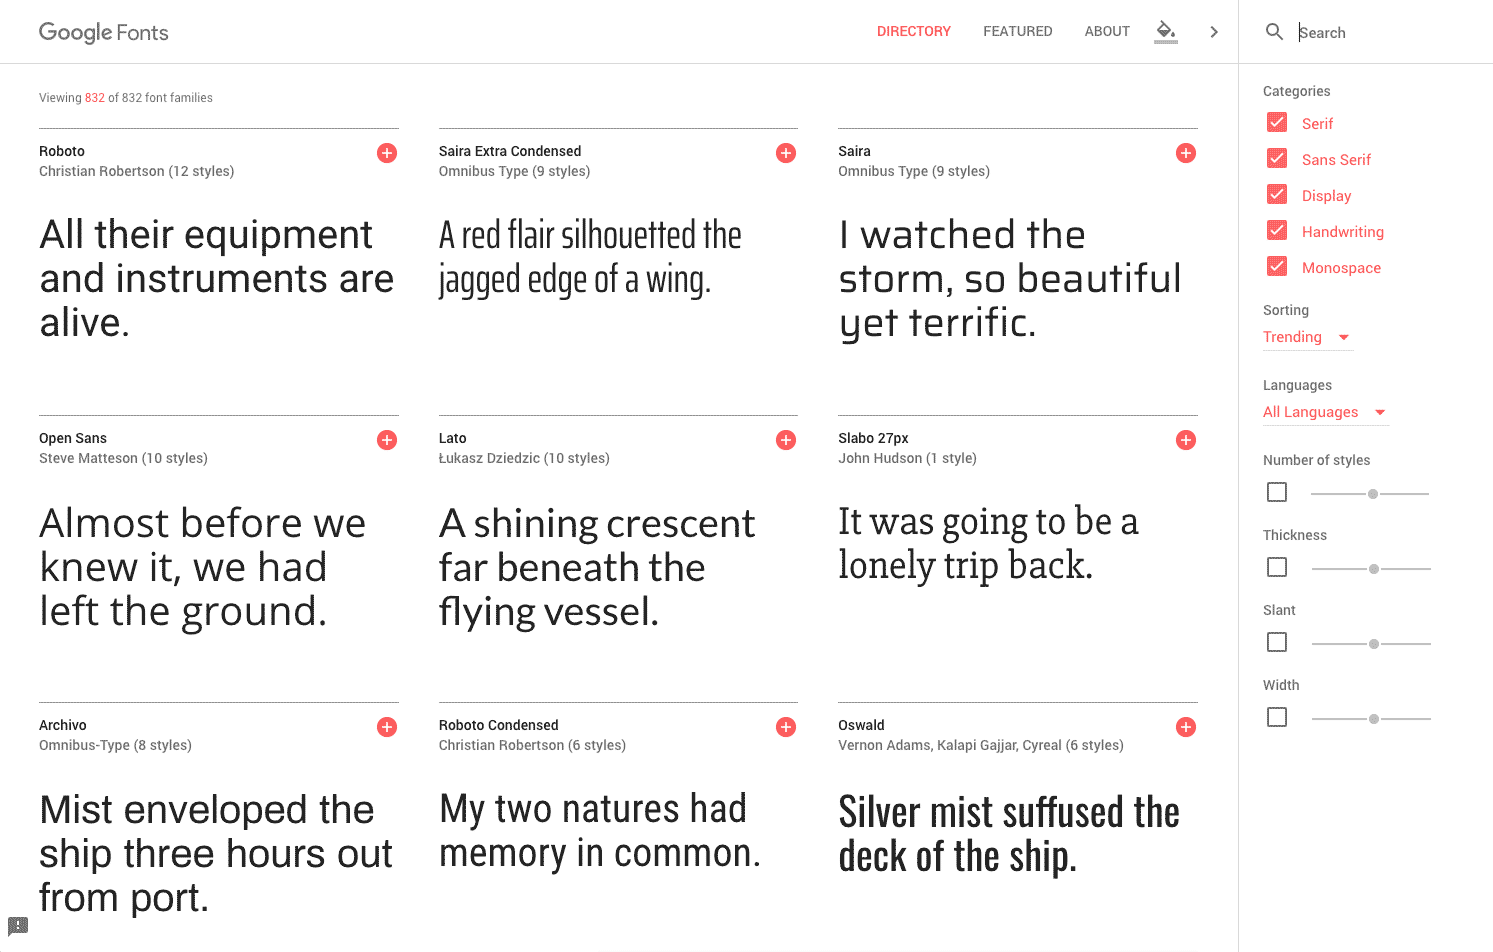 Google Fonts
DIRECTORY
FEATURED
ABOUT
Search
Viewing 832 of 832 font families
Roboto
Christian Robertson (12 styles)
All their equipment
and instruments are
alive.
Saira Extra Condensed
Omnibus Type (9 styles)
A red flair silhouetted the
jagged edge of a wing.
Saira
Omnibus Type (9 styles)
I watched the
storm, so beautiful
yet terrific.
Open Sans
Steve Matteson (10 styles)
Almost before we
knew it, we had
left the ground.
Lato
Łukasz Dziedzic (10 styles)
A shining crescent
far beneath the
flying vessel.
Slabo 27px
John Hudson (1 style)
It was going to be a
lonely trip back.
Archivo
Omnibus-Type (8 styles)
Mist enveloped the
ship three hours out
from port.
Roboto Condensed
Christian Robertson (6 styles)
My two natures had
memory in common.
Oswald
Vernon Adams, Kalapi Gajjar, Cyreal (6 styles)
Silver mist suffused the
deck of the ship.
Categories
Serif
Sans Serif
Display
Handwriting
Monospace
Sorting
Trending
Languages
All Languages
Number of styles
Thickness
Slant
Width